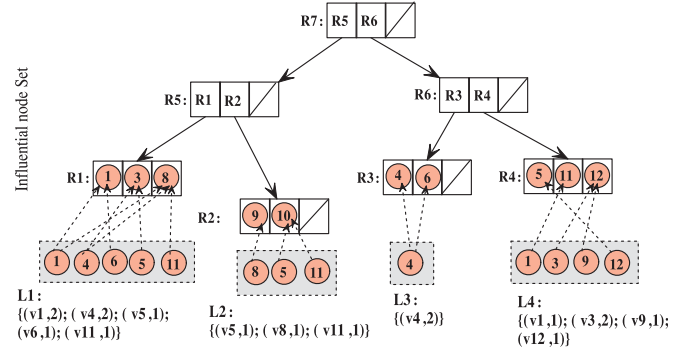 R7: R5 R6
R5: R1 R2
R6: R3 R4
Influential node Set
R1: 1 3 8
R3: 4 6
R4: 5 11 12
R2: 9 10
1 4 6 5 11
8 5 11
4
1 3 9 12
L1:
{(v1,2); ( v4,2); ( v5,1);
(v6,1); ( v11,1)}
L2:
{(v5,1); ( v8,1); ( v11,1)}
L3:
{(v4,2)}
L4:
{(v1,1); ( v3,2); ( v9,1);
(v12,1)}